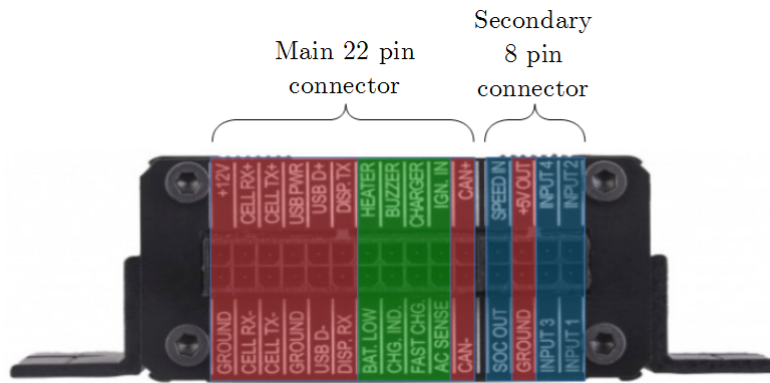 Main 22 pin
connector
Secondary
8 pin
connector
+12V
CELL RX+
CELL TX+
USB PWR
USB D+
DISP. TX
HEATER
BUZZER
CHARGER
IGN. IN
CAN+
SPEED IN
+5V OUT
INPUT 4
INPUT 2
GROUND
CELL RX-
CELL TX-
GROUND
USB D-
DISP. RX
BAT. LOW
CHG. IND.
FAST CHG.
AC SENSE
CAN-
SOC OUT
GROUND
INPUT 3
INPUT 1